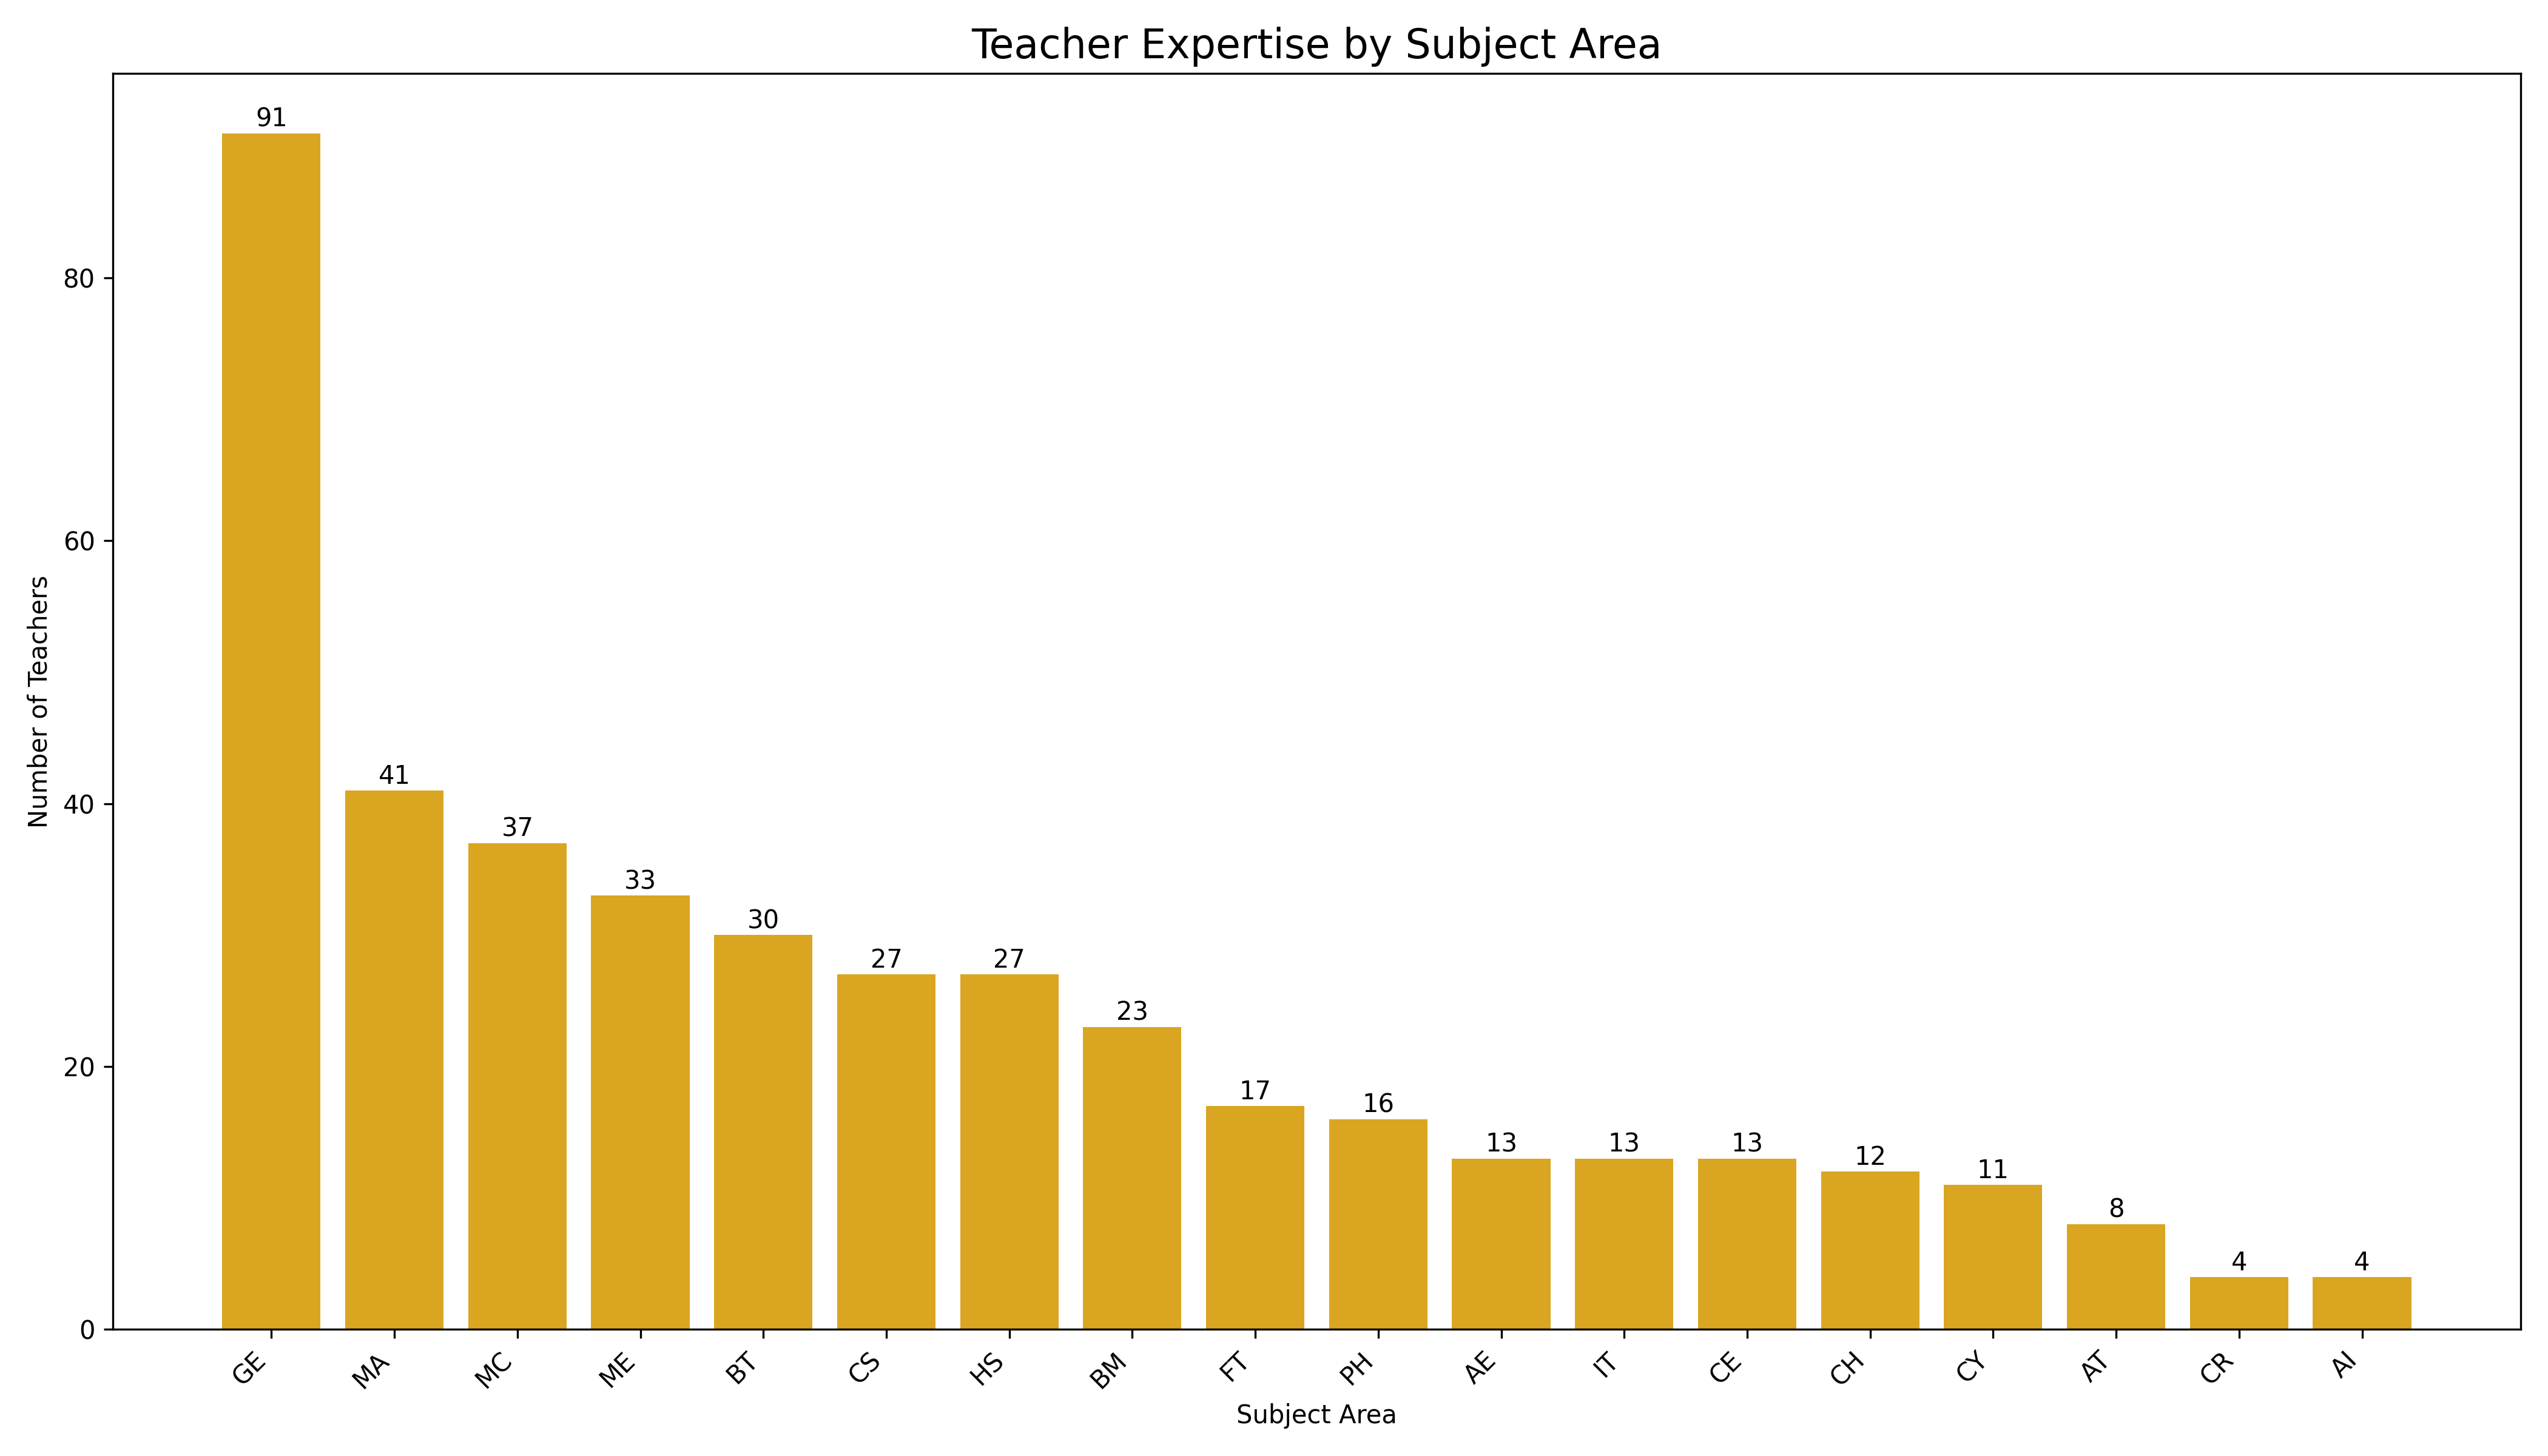 Teacher Expertise by Subject Area
91
41
37
33
30
27
27
23
17
16
13
13
13
12
11
8
4
4
80
60
40
20
0
Number of Teachers
GE
MA
MC
ME
BT
CS
HS
BM
FT
PH
AE
IT
CE
CH
CY
AT
CR
AI
Subject Area